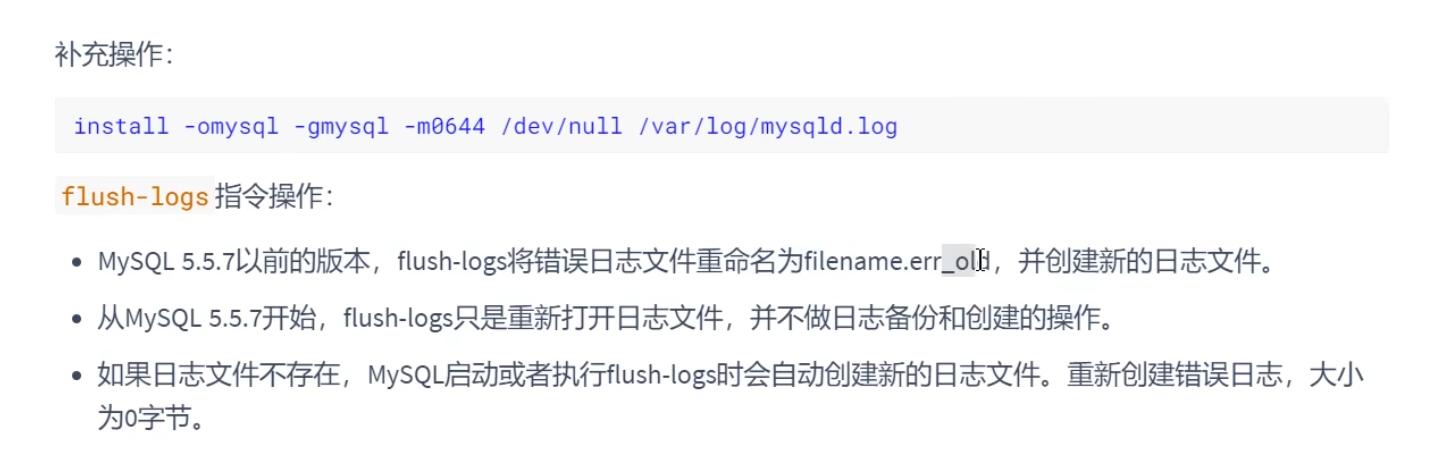 补充操作：
install -omysql -gmysql -m0644 /dev/null /var/log/mysqld.log
flush-logs指令操作：
• MySQL 5.5.7以前的版本，flush-logs将错误日志文件重命名为filename.err_old，并创建新的日志文件。
• 从MySQL 5.5.7开始，flush-logs只是重新打开日志文件，并不做日志备份和创建的操作。
• 如果日志文件不存在，MySQL启动或者执行flush-logs时会自动创建新的日志文件。重新创建错误日志，大小
为0字节。